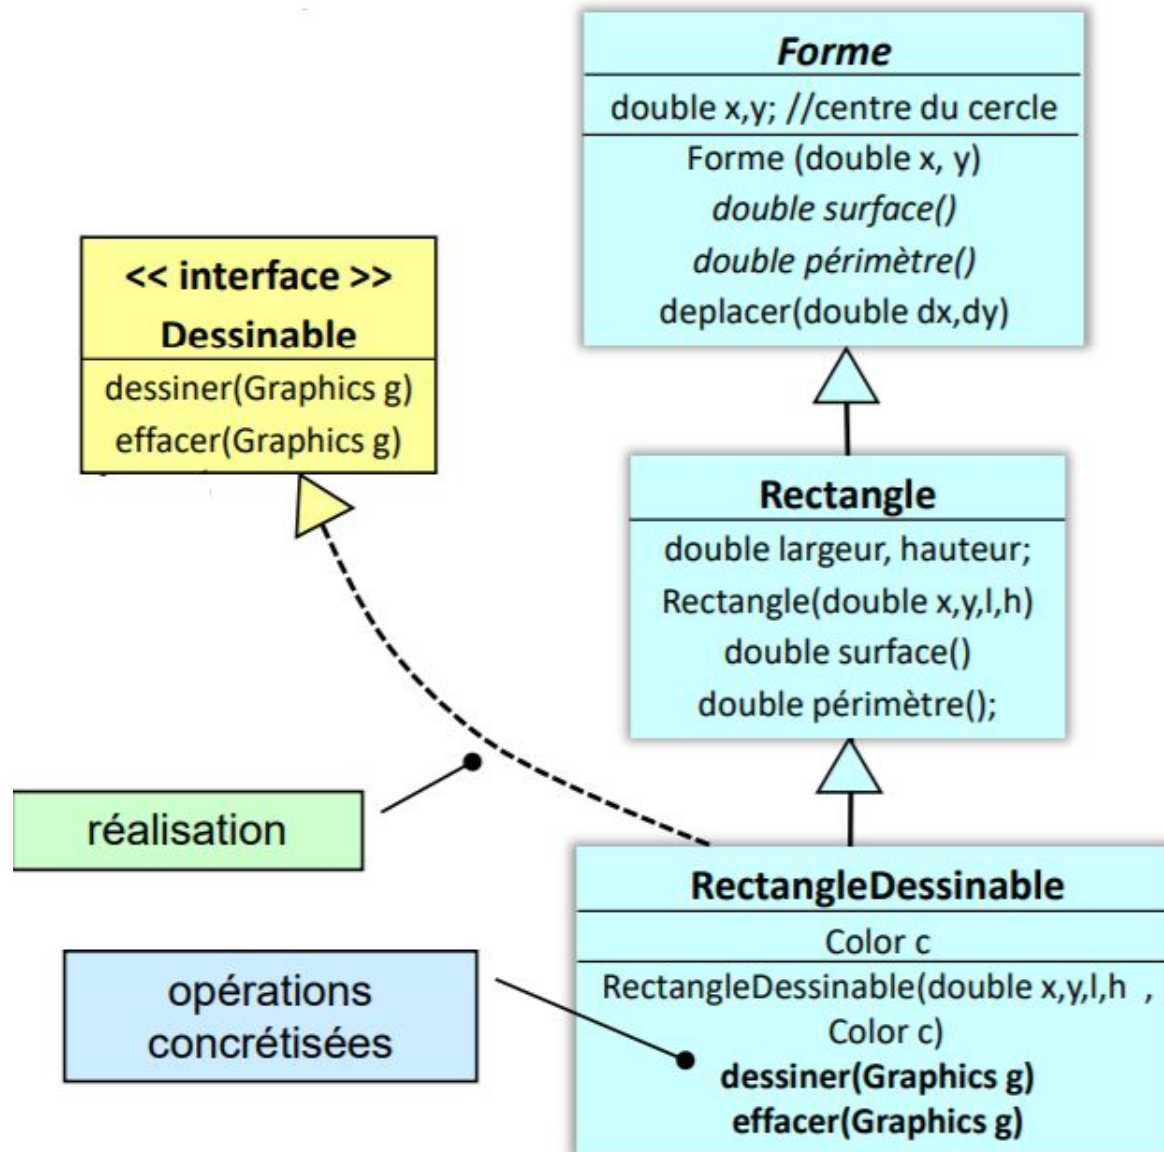 Forme
double x,y; //centre du cercle
Forme (double x, y)
double surface()
double périmètre()
deplacer(double dx,dy)
<< interface >>
Dessinable
dessiner(Graphics g)
effacer(Graphics g)
Rectangle
double largeur, hauteur;
Rectangle(double x,y,l,h)
double surface()
double périmètre();
réalisation
RectangleDessinable
Color c
RectangleDessinable(double x,y,l,h ,
Color c)
dessiner(Graphics g)
effacer(Graphics g)
opérations
concrétisées